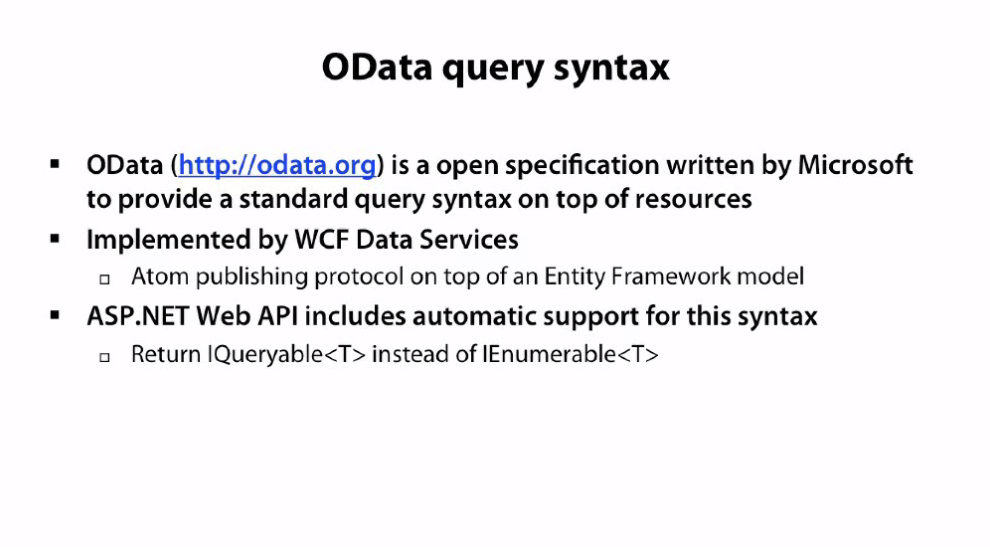 OData query syntax
▪ OData (http://odata.org) is a open specification written by Microsoft
to provide a standard query syntax on top of resources
▪ Implemented by WCF Data Services
▫ Atom publishing protocol on top of an Entity Framework model
▪ ASP.NET Web API includes automatic support for this syntax
▫ Return IQueryable<T> instead of IEnumerable<T>